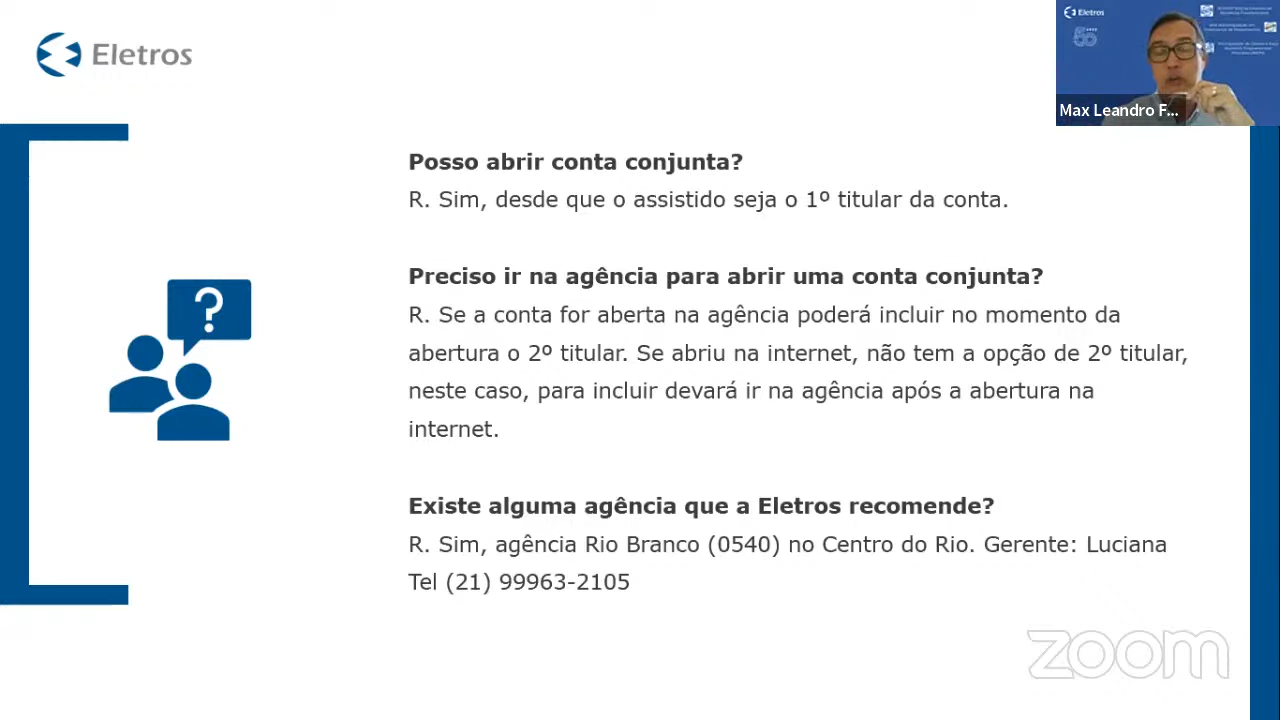 Eletros
Eletros
Max Leandro F...
Posso abrir conta conjunta?
R. Sim, desde que o assistido seja o 1º titular da conta.
Preciso ir na agência para abrir uma conta conjunta?
R. Se a conta for aberta na agência poderá incluir no momento da
abertura o 2º titular. Se abriu na internet, não tem a opção de 2º titular,
neste caso, para incluir devará ir na agência após a abertura na
internet.
?
Existe alguma agência que a Eletros recomende?
R. Sim, agência Rio Branco (0540) no Centro do Rio. Gerente: Luciana
Tel (21) 99963-2105
zoom